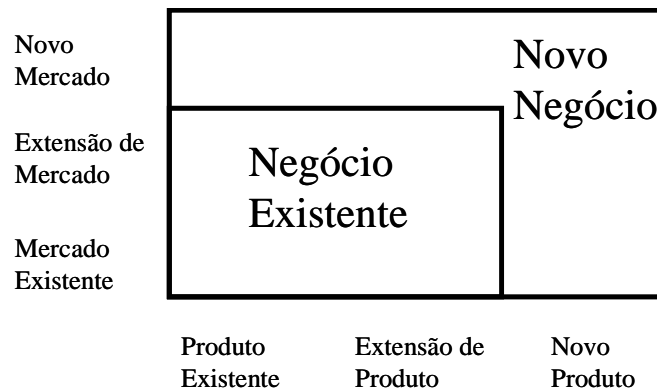 Novo
Mercado
Novo
Negócio
Extensão de
Mercado
Negócio
Existente
Mercado
Existente
Produto
Existente
Extensão de
Produto
Novo
Produto